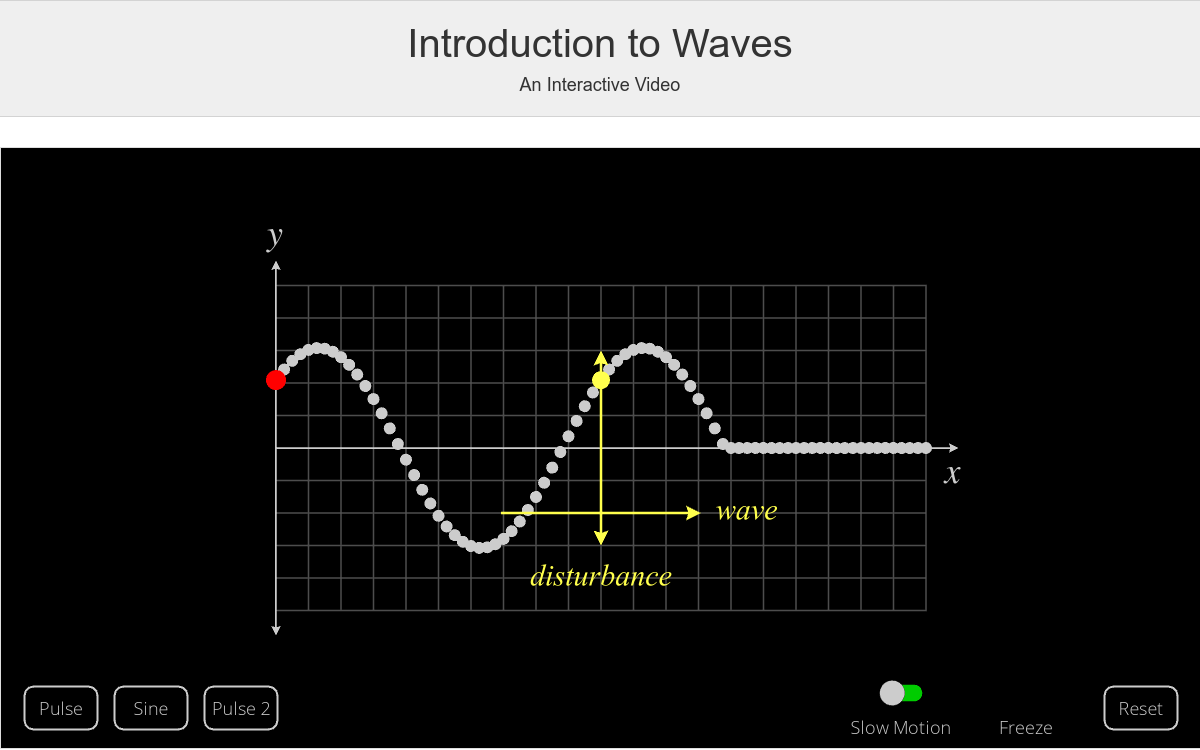 Introduction to Waves
An Interactive Video
y
x
wave
disturbance
Pulse
Sine
Pulse 2
Slow Motion
Freeze
Reset